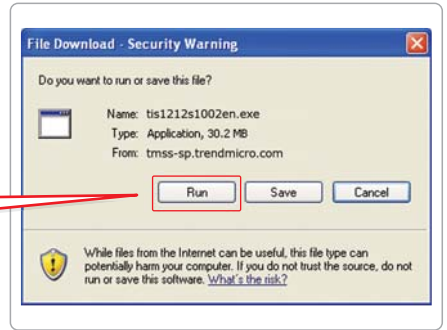 File Download - Security Warning
Do you want to run or save this file?
Name: tis1212s1002en.exe
Type: Application, 30.2 MB
From: tmss-sp.trendmicro.com
Run Save Cancel
While files from the Internet can be useful, this file type can
potentially harm your computer. If you do not trust the source, do not
run or save this software. What's the risk?